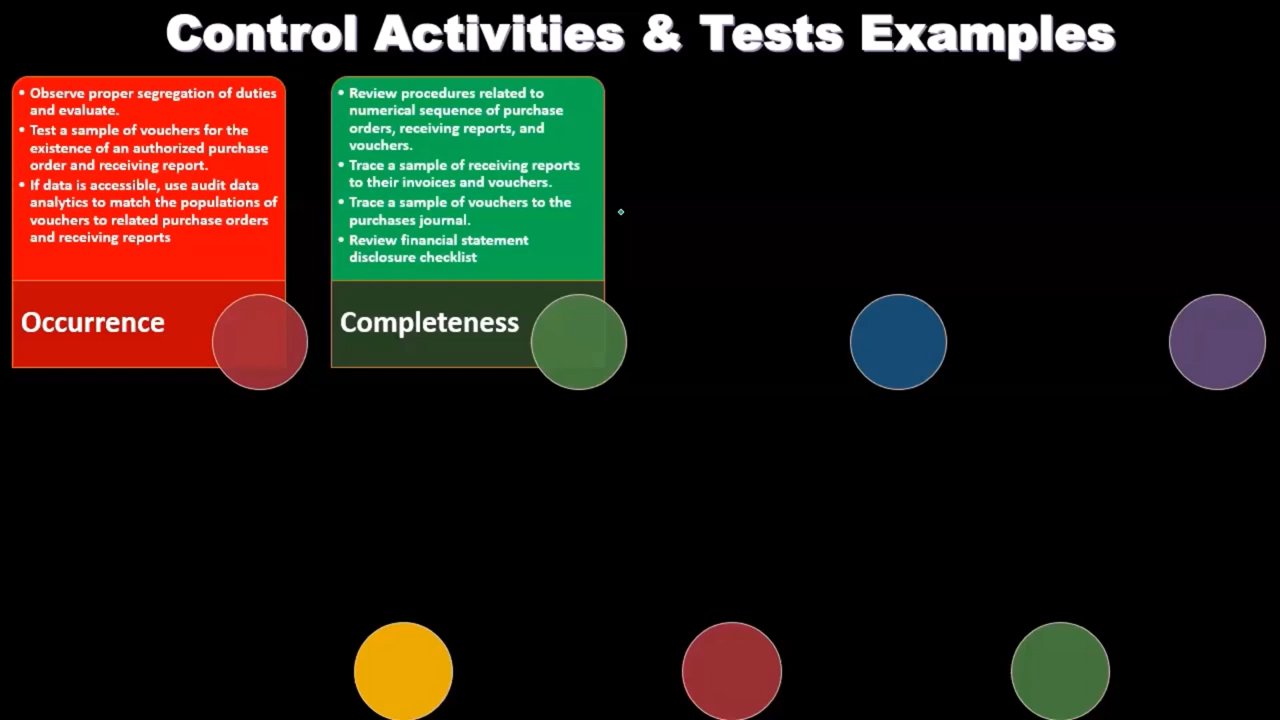 Control Activities & Tests Examples
• Observe proper segregation of duties
and evaluate.
• Test a sample of vouchers for the
existence of an authorized purchase
order and receiving report.
• If data is accessible, use audit data
analytics to match the populations of
vouchers to related purchase orders
and receiving reports
Occurrence
• Review procedures related to
numerical sequence of purchase
orders, receiving reports, and
vouchers.
• Trace a sample of receiving reports
to their invoices and vouchers.
• Trace a sample of vouchers to the
purchases journal.
• Review financial statement
disclosure checklist
Completeness